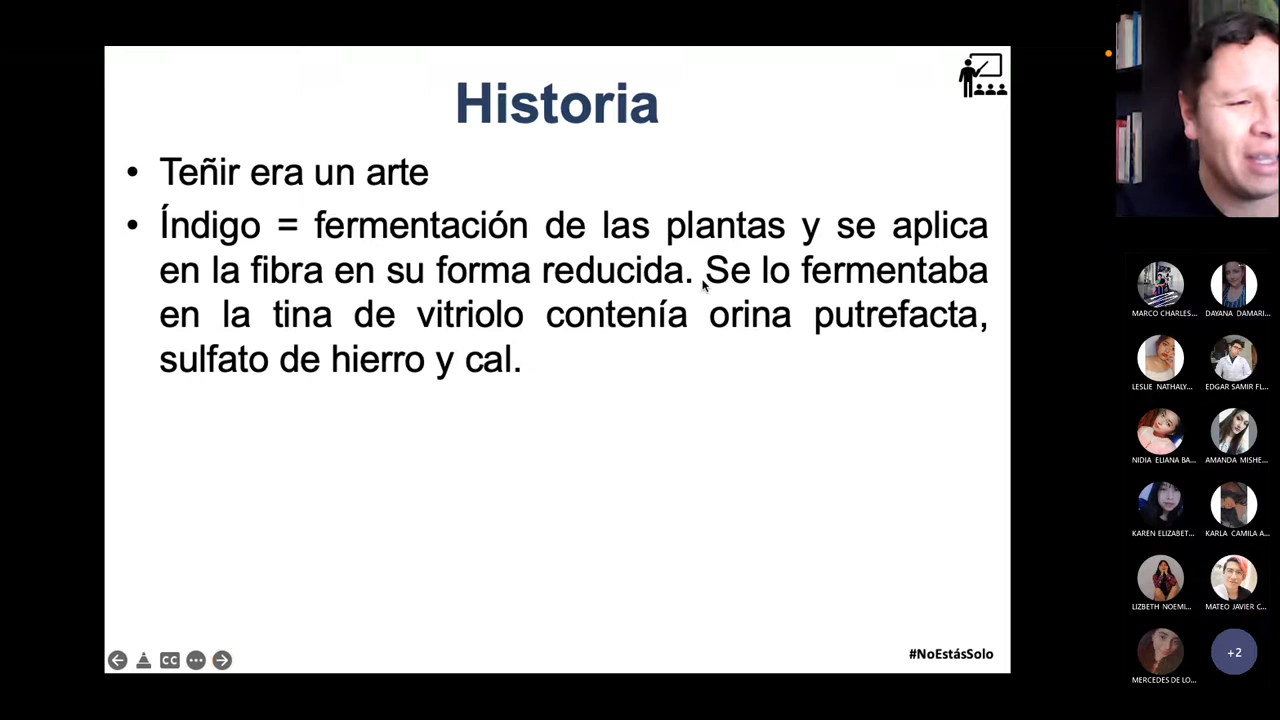 Historia
• Teñir era un arte
• Índigo = fermentación de las plantas y se aplica
en la fibra en su forma reducida. Se lo fermentaba
en la tina de vitriolo contenía orina putrefacta,
sulfato de hierro y cal.
CC
#NoEstásSolo
MARCO CHARLES...
DAYANA DAMARI...
LESLIE NATHALY...
EDGAR SAMIR FL...
NIDIA ELIANA BA...
AMANDA MISHE...
KAREN ELIZABET...
KARLA CAMILA A...
LIZBETH NOEMI...
MATEO JAVIER C...
MERCEDES DE LO...
+2